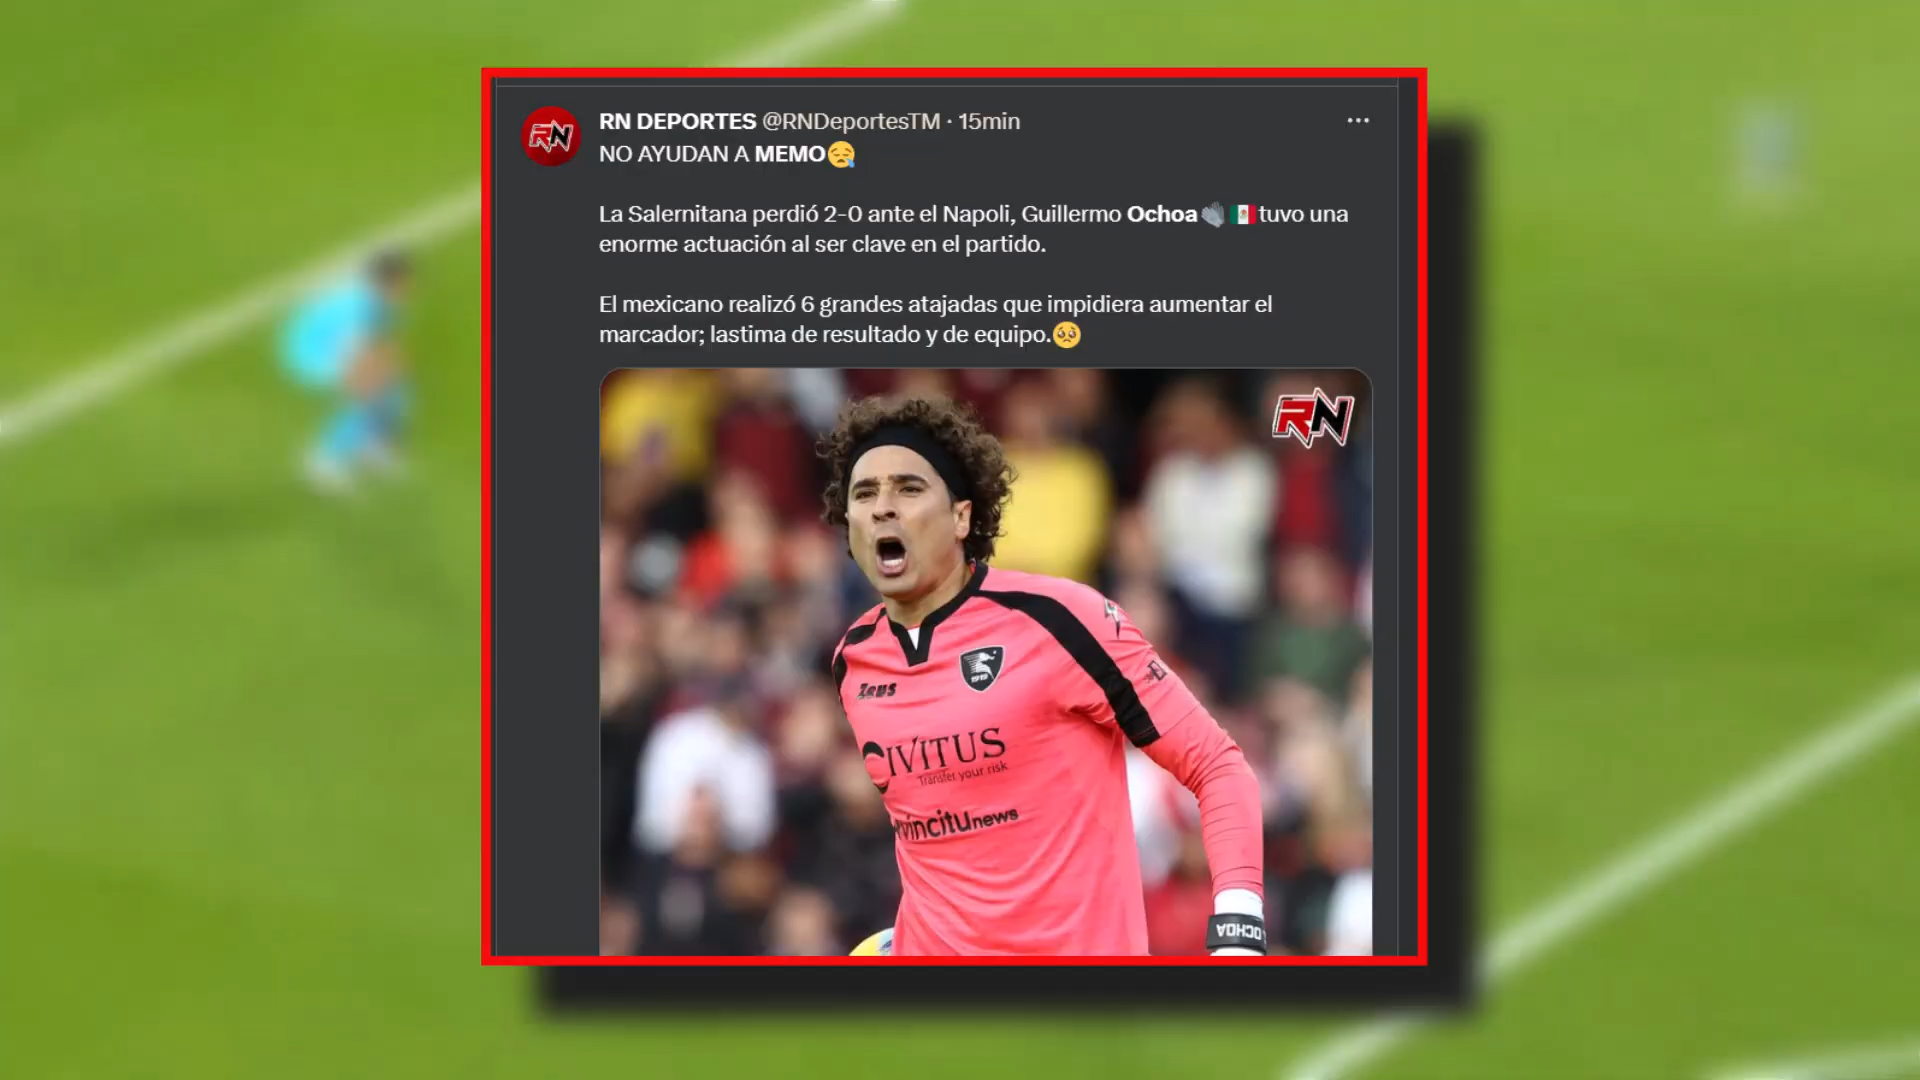 RN DEPORTES @RNDeportesTM · 15min
NO AYUDAN A MEMO😪
La Salernitana perdió 2-0 ante el Napoli, Guillermo Ochoa🧤🇲🇽tuvo una
enorme actuación al ser clave en el partido.
El mexicano realizó 6 grandes atajadas que impidiera aumentar el
marcador; lastima de resultado y de equipo.🥺
RN
RN
Zeus
1919
CIVITUS
Transfer your risk
vincitunews
OCHOA